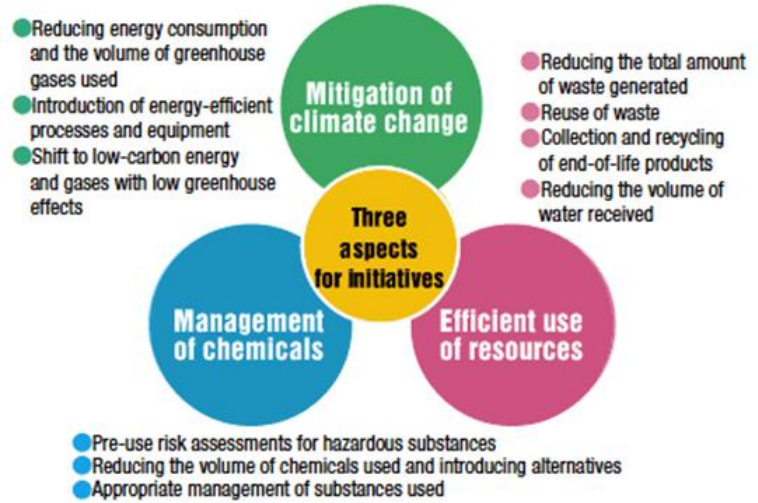 Reducing energy consumption
and the volume of greenhouse
gases used
Introduction of energy-efficient
processes and equipment
Shift to low-carbon energy
and gases with low greenhouse
effects
Mitigation of
climate change
Reducing the total amount
of waste generated
Reuse of waste
Collection and recycling
of end-of-life products
Reducing the volume of
water received
Three
aspects
for initiatives
Management
of chemicals
Efficient use
of resources
Pre-use risk assessments for hazardous substances
Reducing the volume of chemicals used and introducing alternatives
Appropriate management of substances used